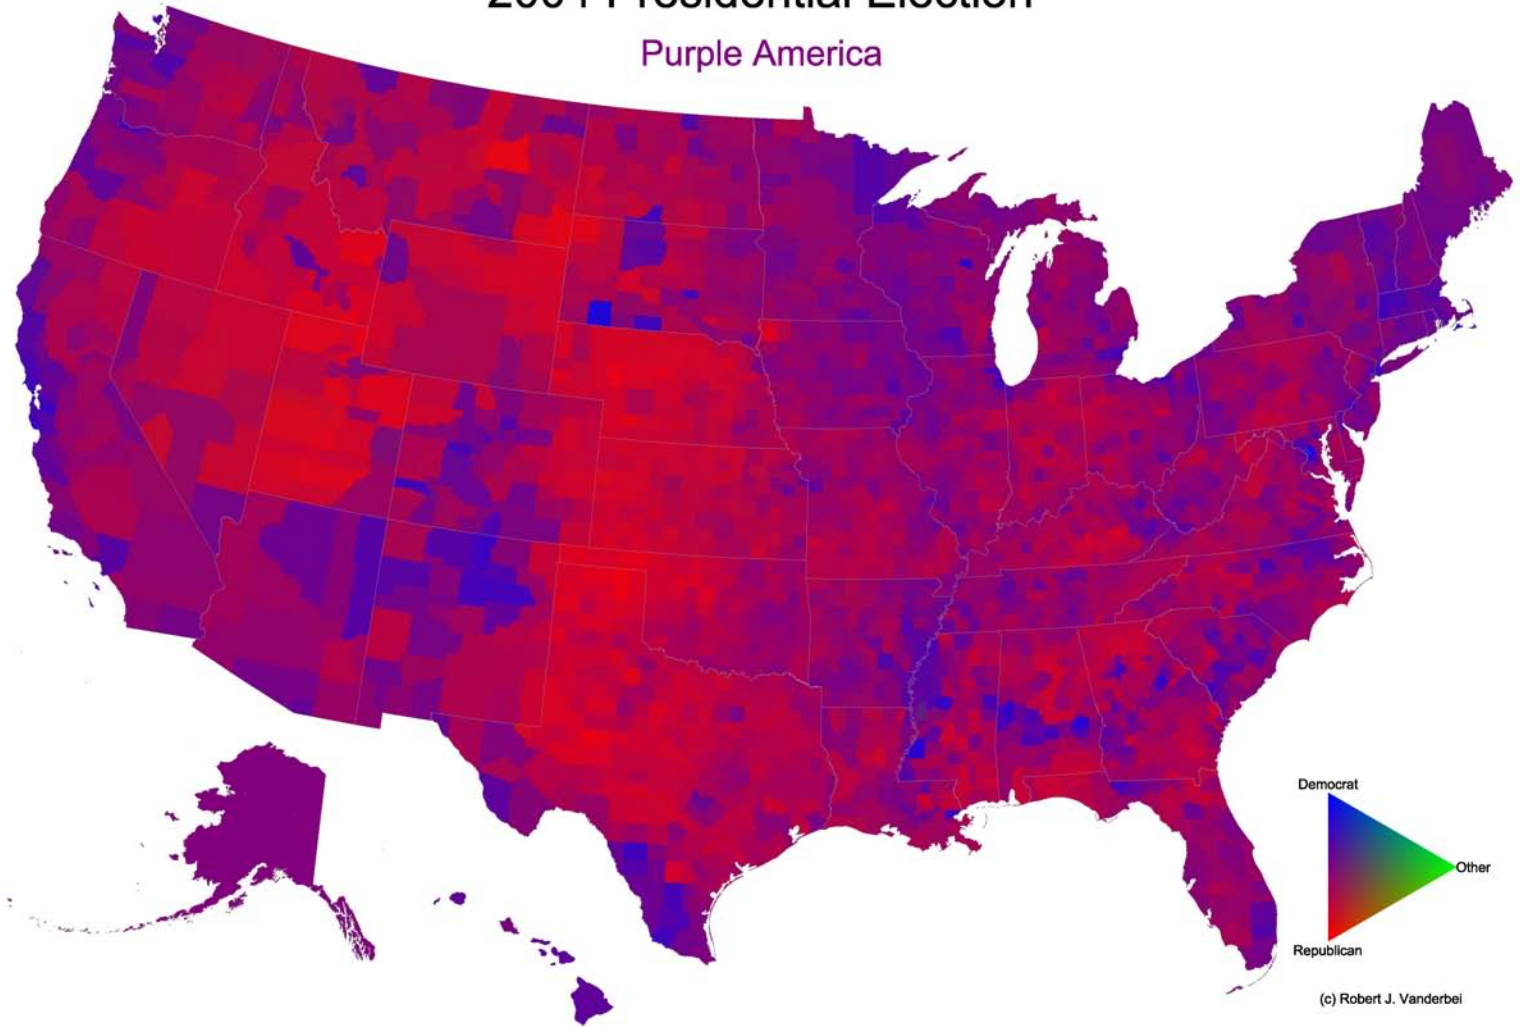 Presidential Election
Purple America
Democrat
Other
Republican
(c) Robert J. Vanderbei